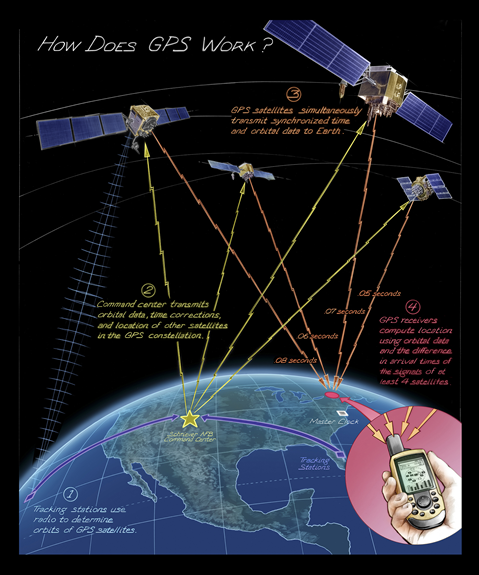 How Does GPS Work?
3
GPS satellites simultaneously
transmit synchronized time
and orbital data to Earth.
2
Command center transmits
orbital data, time corrections,
and location of other satellites
in the GPS constellation.
.05 seconds
.07 seconds
.06 seconds
.08 seconds
4
GPS receivers
compute location
using orbital data
and the difference
in arrival times of
the signals of at
least 4 satellites.
Master Clock
Schriever AFB
Command Center
Tracking
Stations
1
Tracking stations use
radio to determine
orbits of GPS satellites.